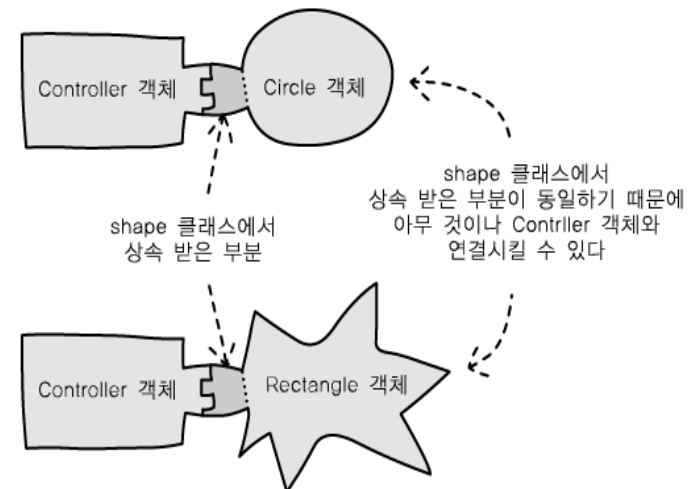 Controller 객체
Circle 객체
shape 클래스에서
상속 받은 부분
shape 클래스에서
상속 받은 부분이 동일하기 때문에
아무 것이나 Contrller 객체와
연결시킬 수 있다
Controller 객체
Rectangle 객체